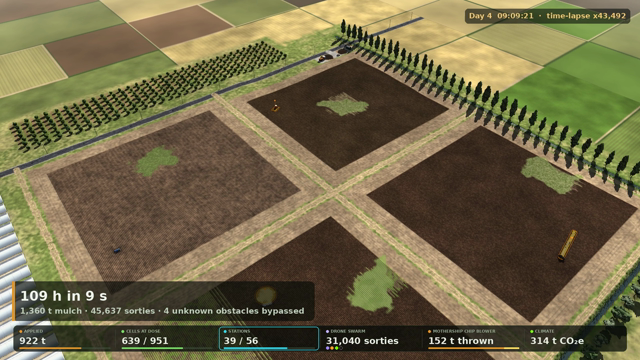 Day 4 09:09:21 · time-lapse x43,492
109 h in 9 s
1,360 t mulch · 45,637 sorties · 4 unknown obstacles bypassed
APPLIED
922 t
CELLS AT DOSE
639 / 951
STATIONS
39 / 56
DRONE SWARM
31,040 sorties
MOTHERSHIP CHIP BLOWER
152 t thrown
CLIMATE
314 t CO₂e